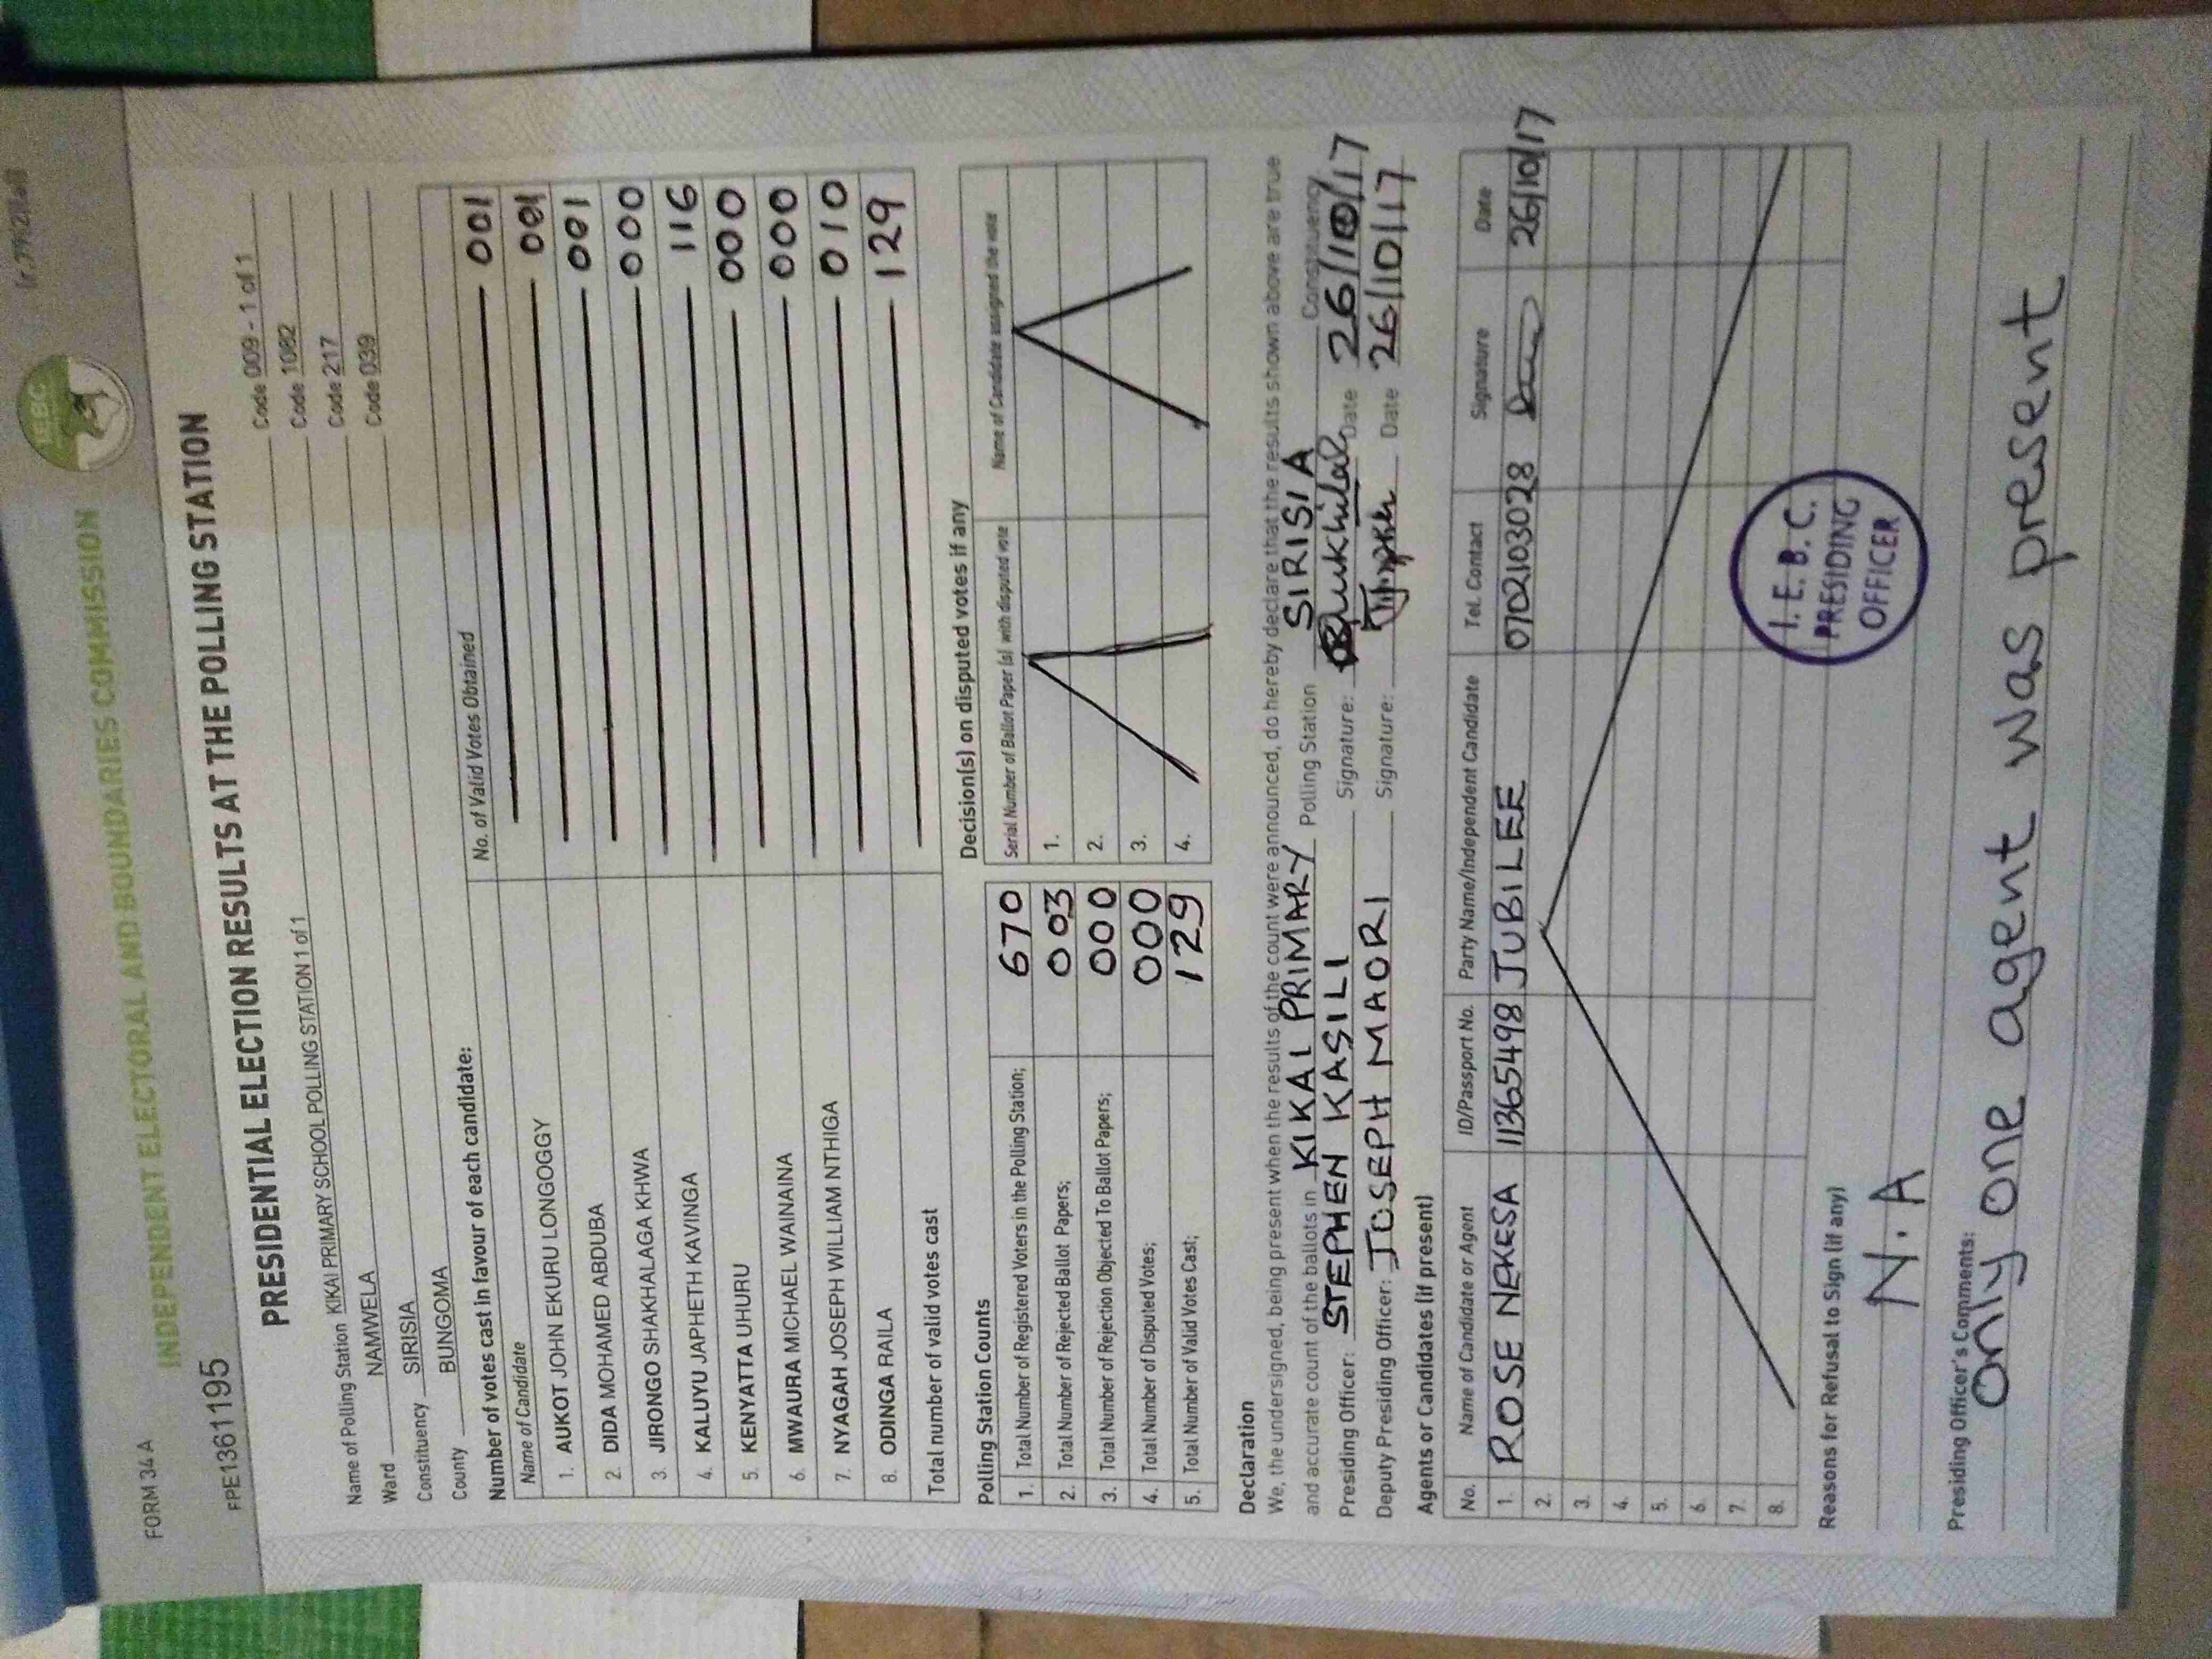 FORM 34A
INDEPENDENT ELECTORAL AND BOUNDARIES COMMISSION
IEBC
FPE1361195
PRESIDENTIAL ELECTION RESULTS AT THE POLLING STATION
Name of Polling Station KIKAI PRIMARY SCHOOL POLLING STATION 1 of 1 Code 009 - 1 of 1
Ward NAMWELA Code 1082
Constituency SIRISIA Code 217
County BUNGOMA Code 039
Number of votes cast in favour of each candidate:
Name of Candidate No. of Valid Votes Obtained
1. AUKOT JOHN EKURU LONGOGGY 001
2. DIDA MOHAMED ABDUBA 001
3. JIRONGO SHAKHALAGA KHWA 001
4. KALUYU JAPHETH KAVINGA 000
5. KENYATTA UHURU 116
6. MWAURA MICHAEL WAINAINA 000
7. NYAGAH JOSEPH WILLIAM NTHIGA 000
8. ODINGA RAILA 010
Total number of valid votes cast 129
Polling Station Counts
1. Total Number of Registered Voters in the Polling Station; 670
2. Total Number of Rejected Ballot Papers; 003
3. Total Number of Rejection Objected To Ballot Papers; 000
4. Total Number of Disputed Votes; 000
5. Total Number of Valid Votes Cast; 129
Decision(s) on disputed votes if any
Serial Number of Ballot Paper (s) with disputed vote Name of Candidate assigned the vote
1.
2.
3.
4.
Declaration
We, the undersigned, being present when the results of the count were announced, do hereby declare that the results shown above are true
and accurate count of the ballots in KIKAI PRIMARY Polling Station SIRISIA Constituency
Presiding Officer: STEPHEN KASILI Signature: Date 26/10/17
Deputy Presiding Officer: JOSEPH MAORI Signature: Date 26/10/17
Agents or Candidates (if present)
No. Name of Candidate or Agent ID/Passport No. Party Name/Independent Candidate Tel. Contact Signature Date
1. ROSE NEKESA 11365498 JUBILEE 0702103028 26/10/17
2.
3.
4.
5.
6.
7.
8.
I.E.B.C.
PRESIDING
OFFICER
Reasons for Refusal to Sign (if any)
N.A
Presiding Officer's Comments:
Only one agent was present